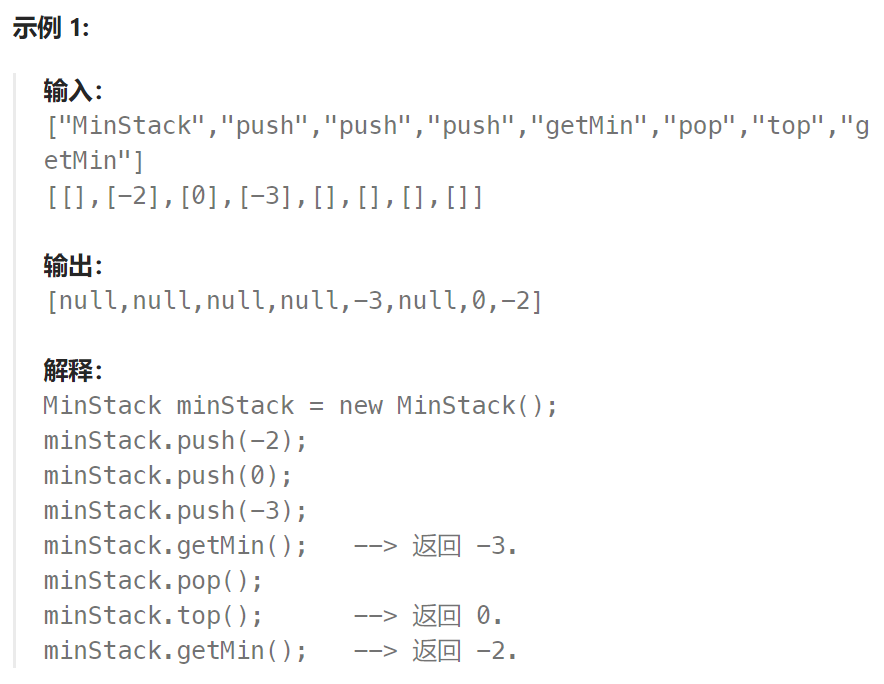 示例 1:
输入：
["MinStack","push","push","push","getMin","pop","top","g
etMin"]
[[],[-2],[0],[-3],[],[],[],[]]
输出：
[null,null,null,null,-3,null,0,-2]
解释：
MinStack minStack = new MinStack();
minStack.push(-2);
minStack.push(0);
minStack.push(-3);
minStack.getMin();   --> 返回 -3.
minStack.pop();
minStack.top();      --> 返回 0.
minStack.getMin();   --> 返回 -2.